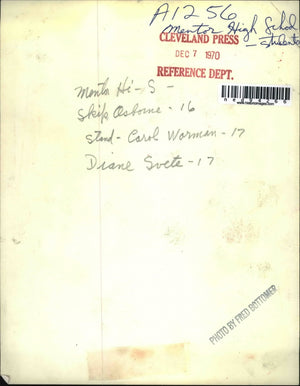 A1256
Mentor High School
- students
CLEVELAND PRESS
DEC 7 1970
REFERENCE DEPT.
Mentor Hi-S-
Skip Osborne - 16
stand - Carol Worman - 17
Diane Svete - 17
PHOTO BY FRED BOTTOMER